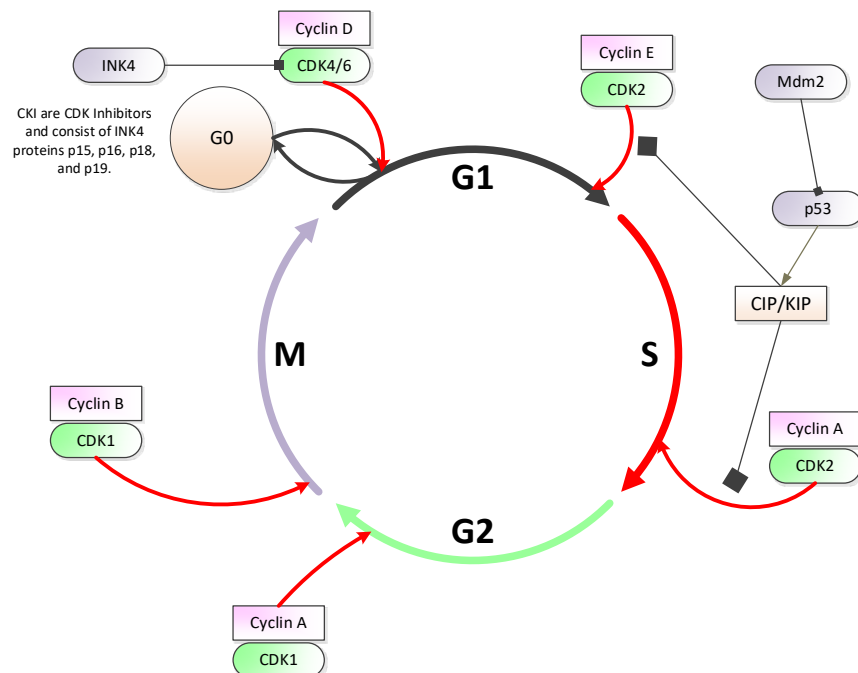 Cyclin D
INK4
CDK4/6
CKI are CDK Inhibitors
and consist of INK4
proteins p15, p16, p18,
and p19.
G0
Cyclin E
CDK2
Mdm2
p53
G1
CIP/KIP
M
S
Cyclin B
CDK1
Cyclin A
CDK2
G2
Cyclin A
CDK1